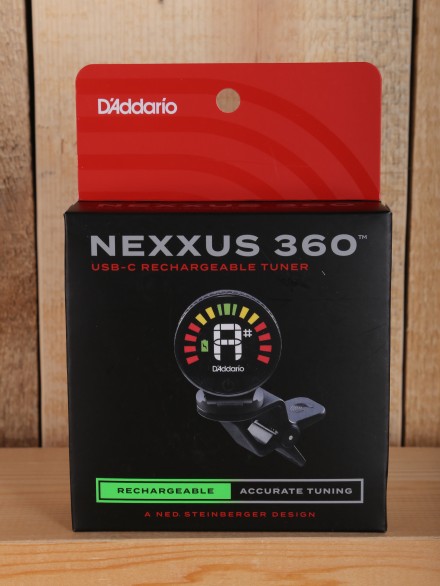 D'Addario
NEXXUS 360™
USB-C RECHARGEABLE TUNER
A#
D'Addario
RECHARGEABLE ACCURATE TUNING
A NED STEINBERGER DESIGN